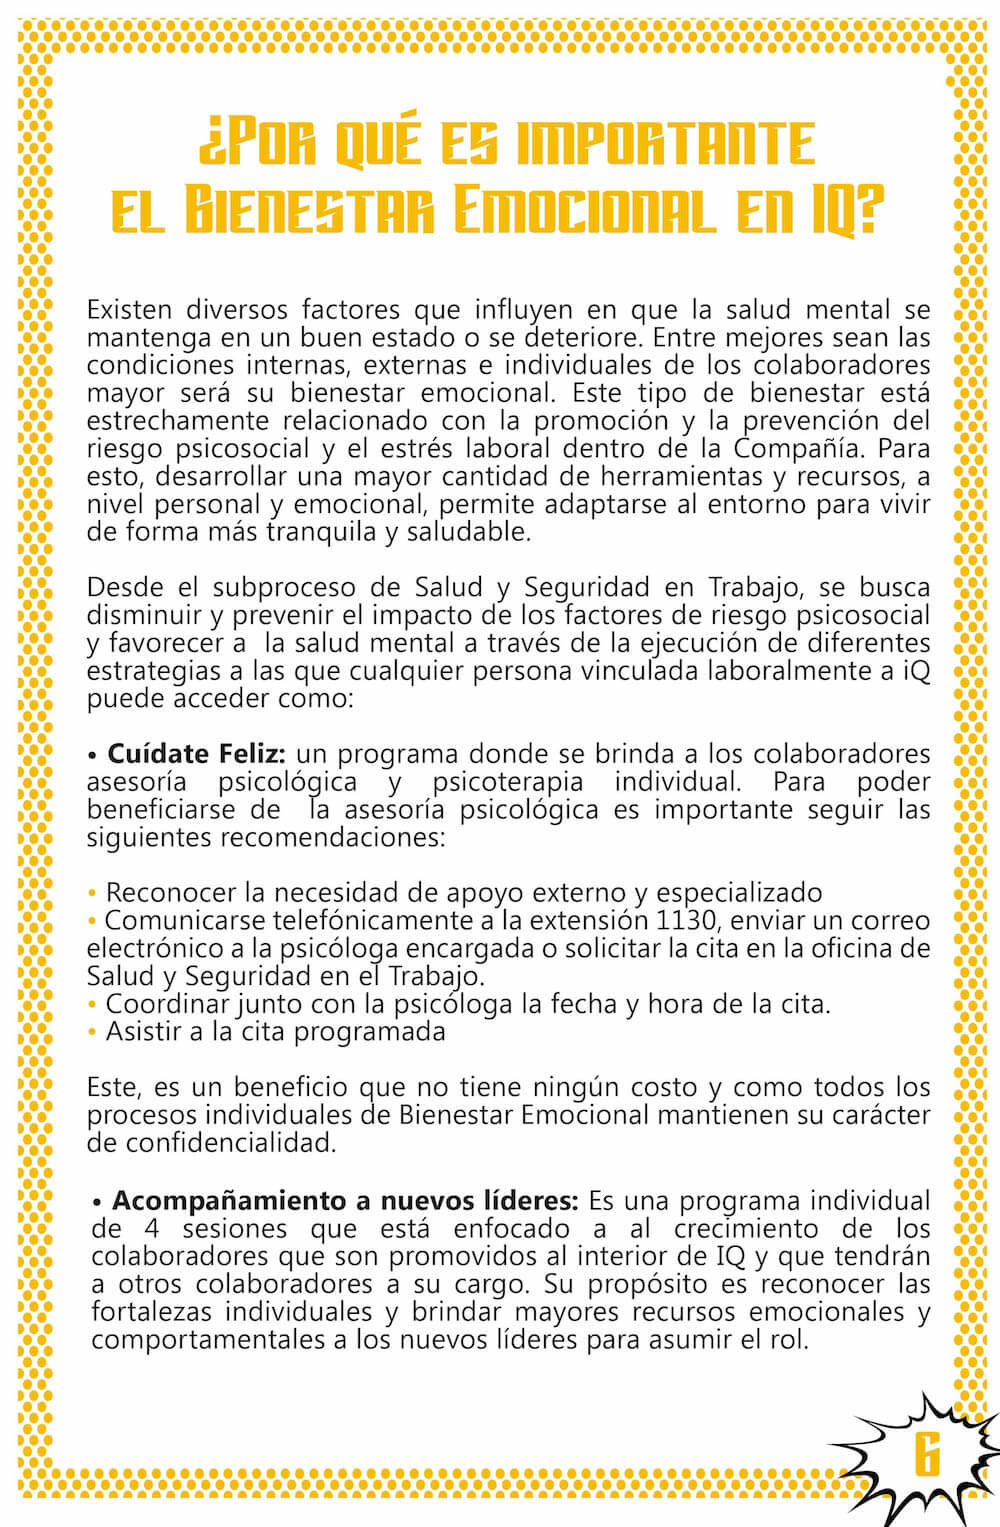 ¿Por qué es importante
el Bienestar Emocional en IQ?
Existen diversos factores que influyen en que la salud mental se
mantenga en un buen estado o se deteriore. Entre mejores sean las
condiciones internas, externas e individuales de los colaboradores
mayor será su bienestar emocional. Este tipo de bienestar está
estrechamente relacionado con la promoción y la prevención del
riesgo psicosocial y el estrés laboral dentro de la Compañía. Para
esto, desarrollar una mayor cantidad de herramientas y recursos, a
nivel personal y emocional, permite adaptarse al entorno para vivir
de forma más tranquila y saludable.
Desde el subproceso de Salud y Seguridad en Trabajo, se busca
disminuir y prevenir el impacto de los factores de riesgo psicosocial
y favorecer a la salud mental a través de la ejecución de diferentes
estrategias a las que cualquier persona vinculada laboralmente a iQ
puede acceder como:
• Cuídate Feliz: un programa donde se brinda a los colaboradores
asesoría psicológica y psicoterapia individual. Para poder
beneficiarse de la asesoría psicológica es importante seguir las
siguientes recomendaciones:
• Reconocer la necesidad de apoyo externo y especializado
• Comunicarse telefónicamente a la extensión 1130, enviar un correo
electrónico a la psicóloga encargada o solicitar la cita en la oficina de
Salud y Seguridad en el Trabajo.
• Coordinar junto con la psicóloga la fecha y hora de la cita.
• Asistir a la cita programada
Este, es un beneficio que no tiene ningún costo y como todos los
procesos individuales de Bienestar Emocional mantienen su carácter
de confidencialidad.
• Acompañamiento a nuevos líderes: Es una programa individual
de 4 sesiones que está enfocado a al crecimiento de los
colaboradores que son promovidos al interior de IQ y que tendrán
a otros colaboradores a su cargo. Su propósito es reconocer las
fortalezas individuales y brindar mayores recursos emocionales y
comportamentales a los nuevos líderes para asumir el rol.
6